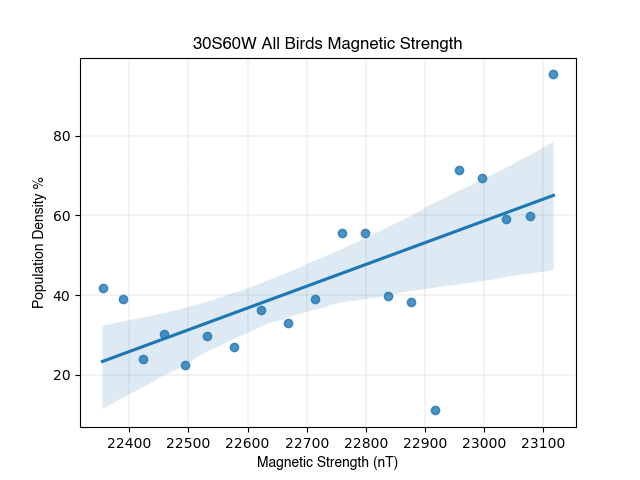 30S60W All Birds Magnetic Strength
Population Density %
80
60
40
20
22400 22500 22600 22700 22800 22900 23000 23100
Magnetic Strength (nT)